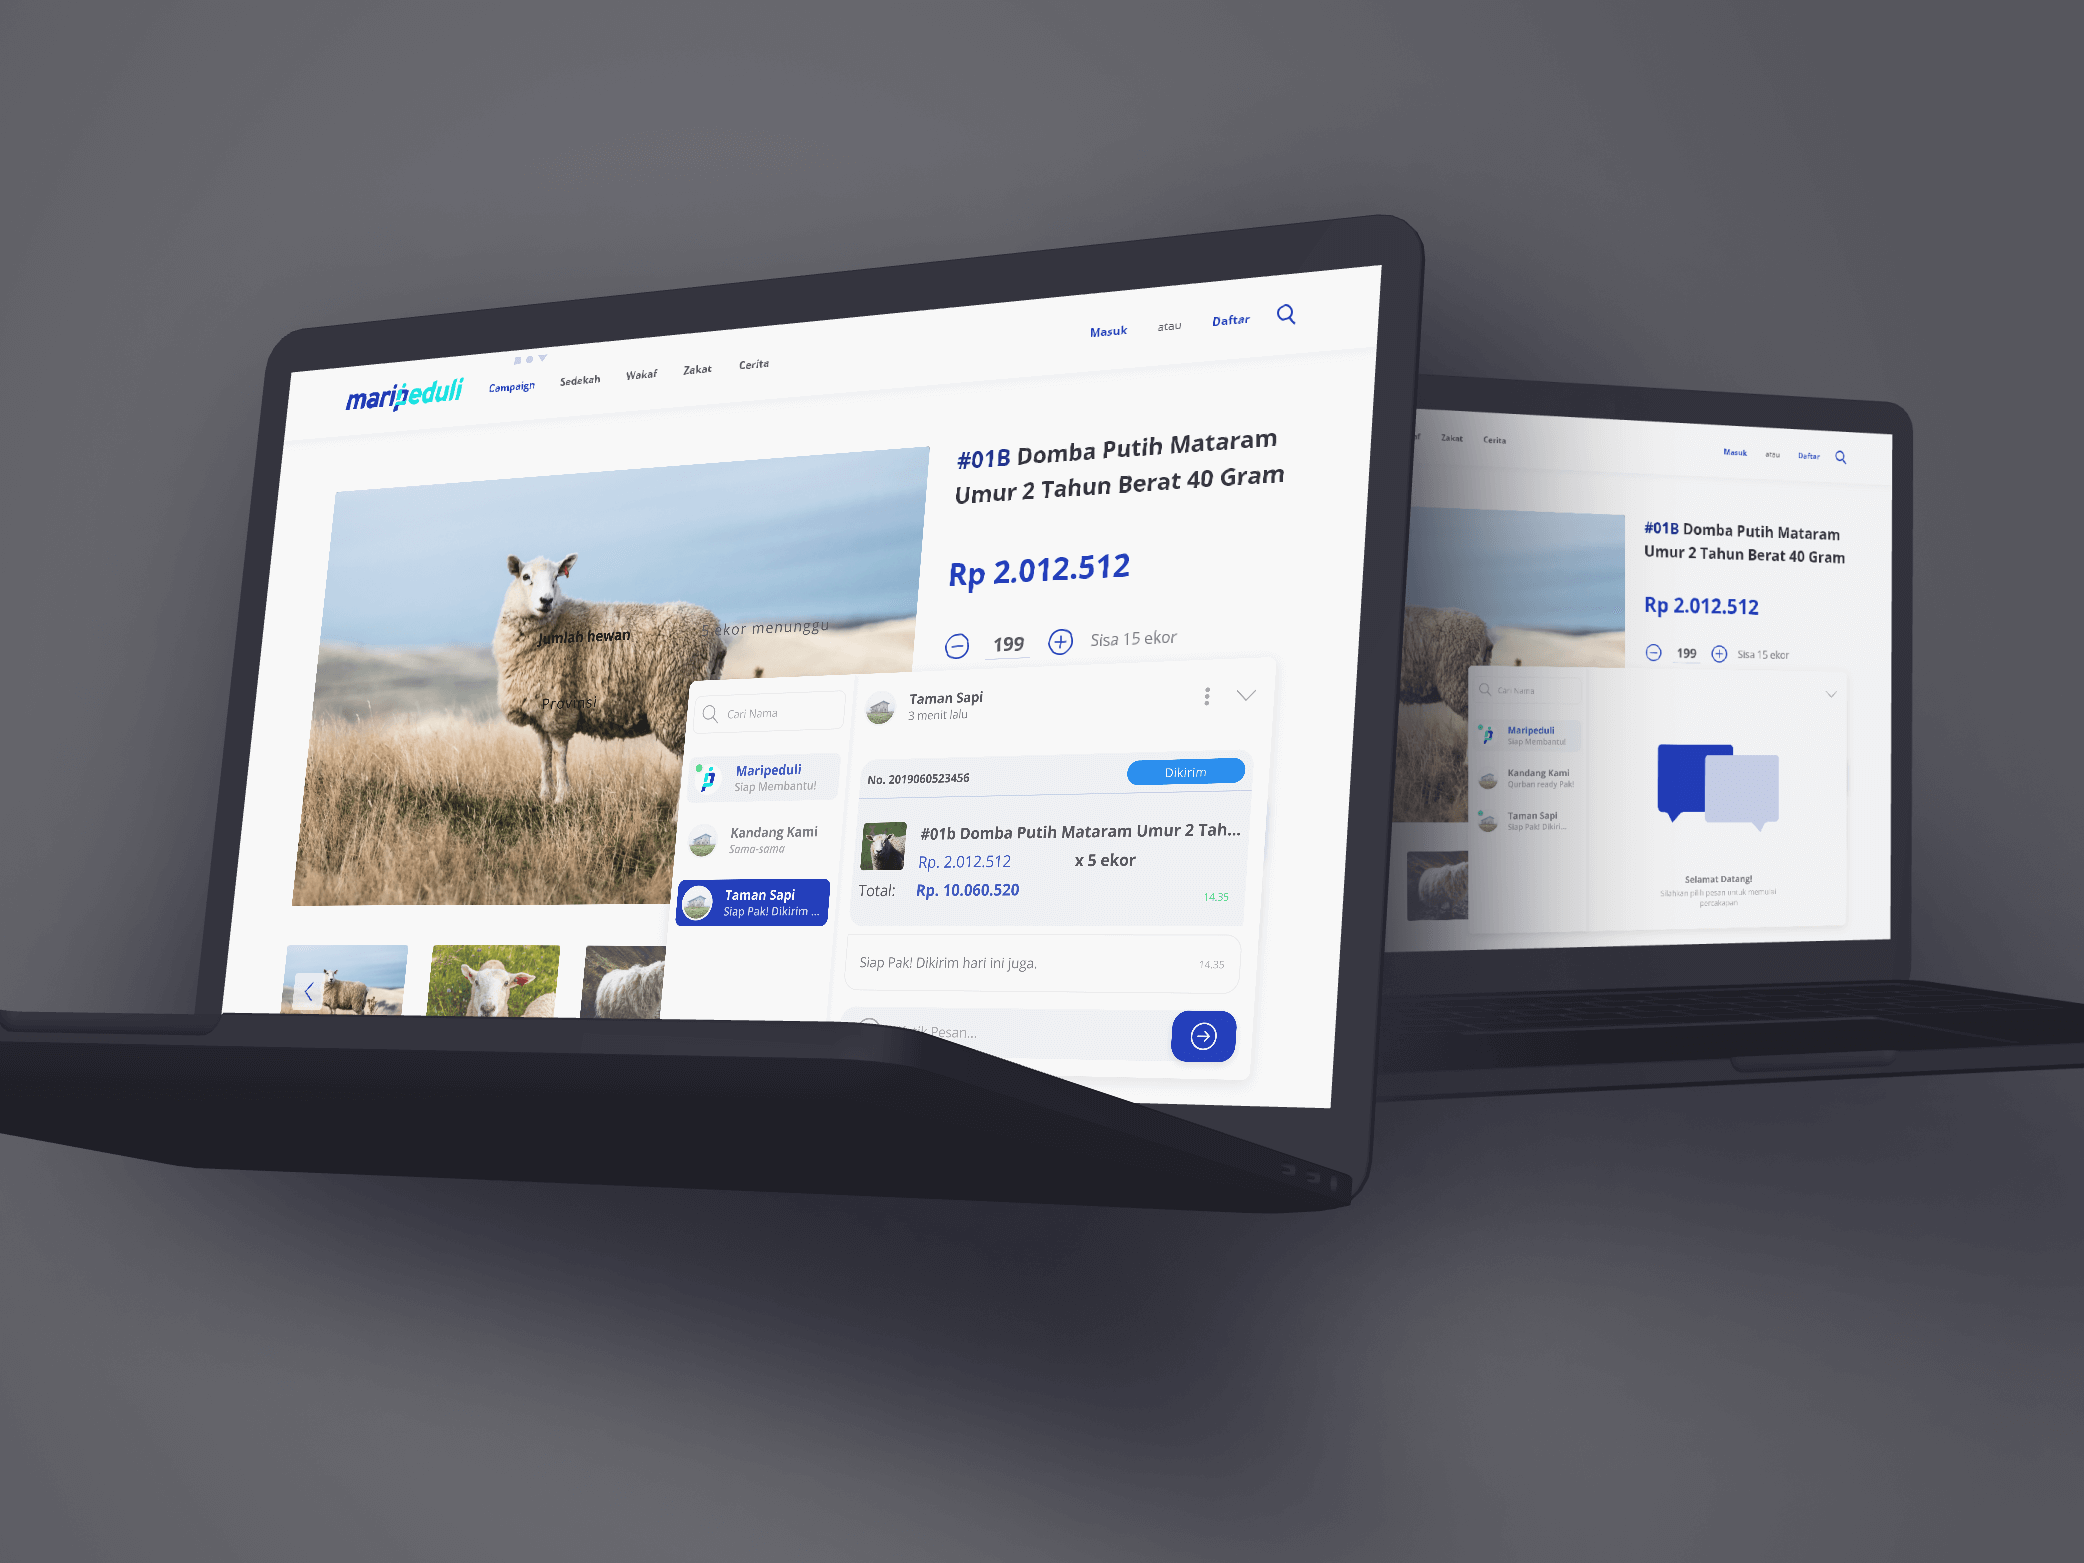 maripeduli
Campaign
Sedekah
Wakaf
Zakat
Cerita
Masuk
atau
Daftar
#01B Domba Putih Mataram
Umur 2 Tahun Berat 40 Gram
Rp 2.012.512
199
Sisa 15 ekor
Jumlah hewan
ekor menunggu
Provinsi
Cari Nama
Maripeduli
Siap Membantu!
Kandang Kami
Sama-sama
Taman Sapi
Siap Pak! Dikirim ...
Taman Sapi
3 menit lalu
No. 2019060523456
Dikirim
#01b Domba Putih Mataram Umur 2 Tah...
Rp. 2.012.512
x 5 ekor
Total:
Rp. 10.060.520
14.35
Siap Pak! Dikirim hari ini juga.
14.35
Pesan...
Zakat
Cerita
Masuk
atau
Daftar
#01B Domba Putih Mataram
Umur 2 Tahun Berat 40 Gram
Rp 2.012.512
199
Sisa 15 ekor
Cari Nama
Maripeduli
Siap Membantu!
Kandang Kami
Qurban ready Pak!
Taman Sapi
Siap Pak! Dikiri...
Selamat Datang!
Silahkan pilih pesan untuk memulai
percakapan